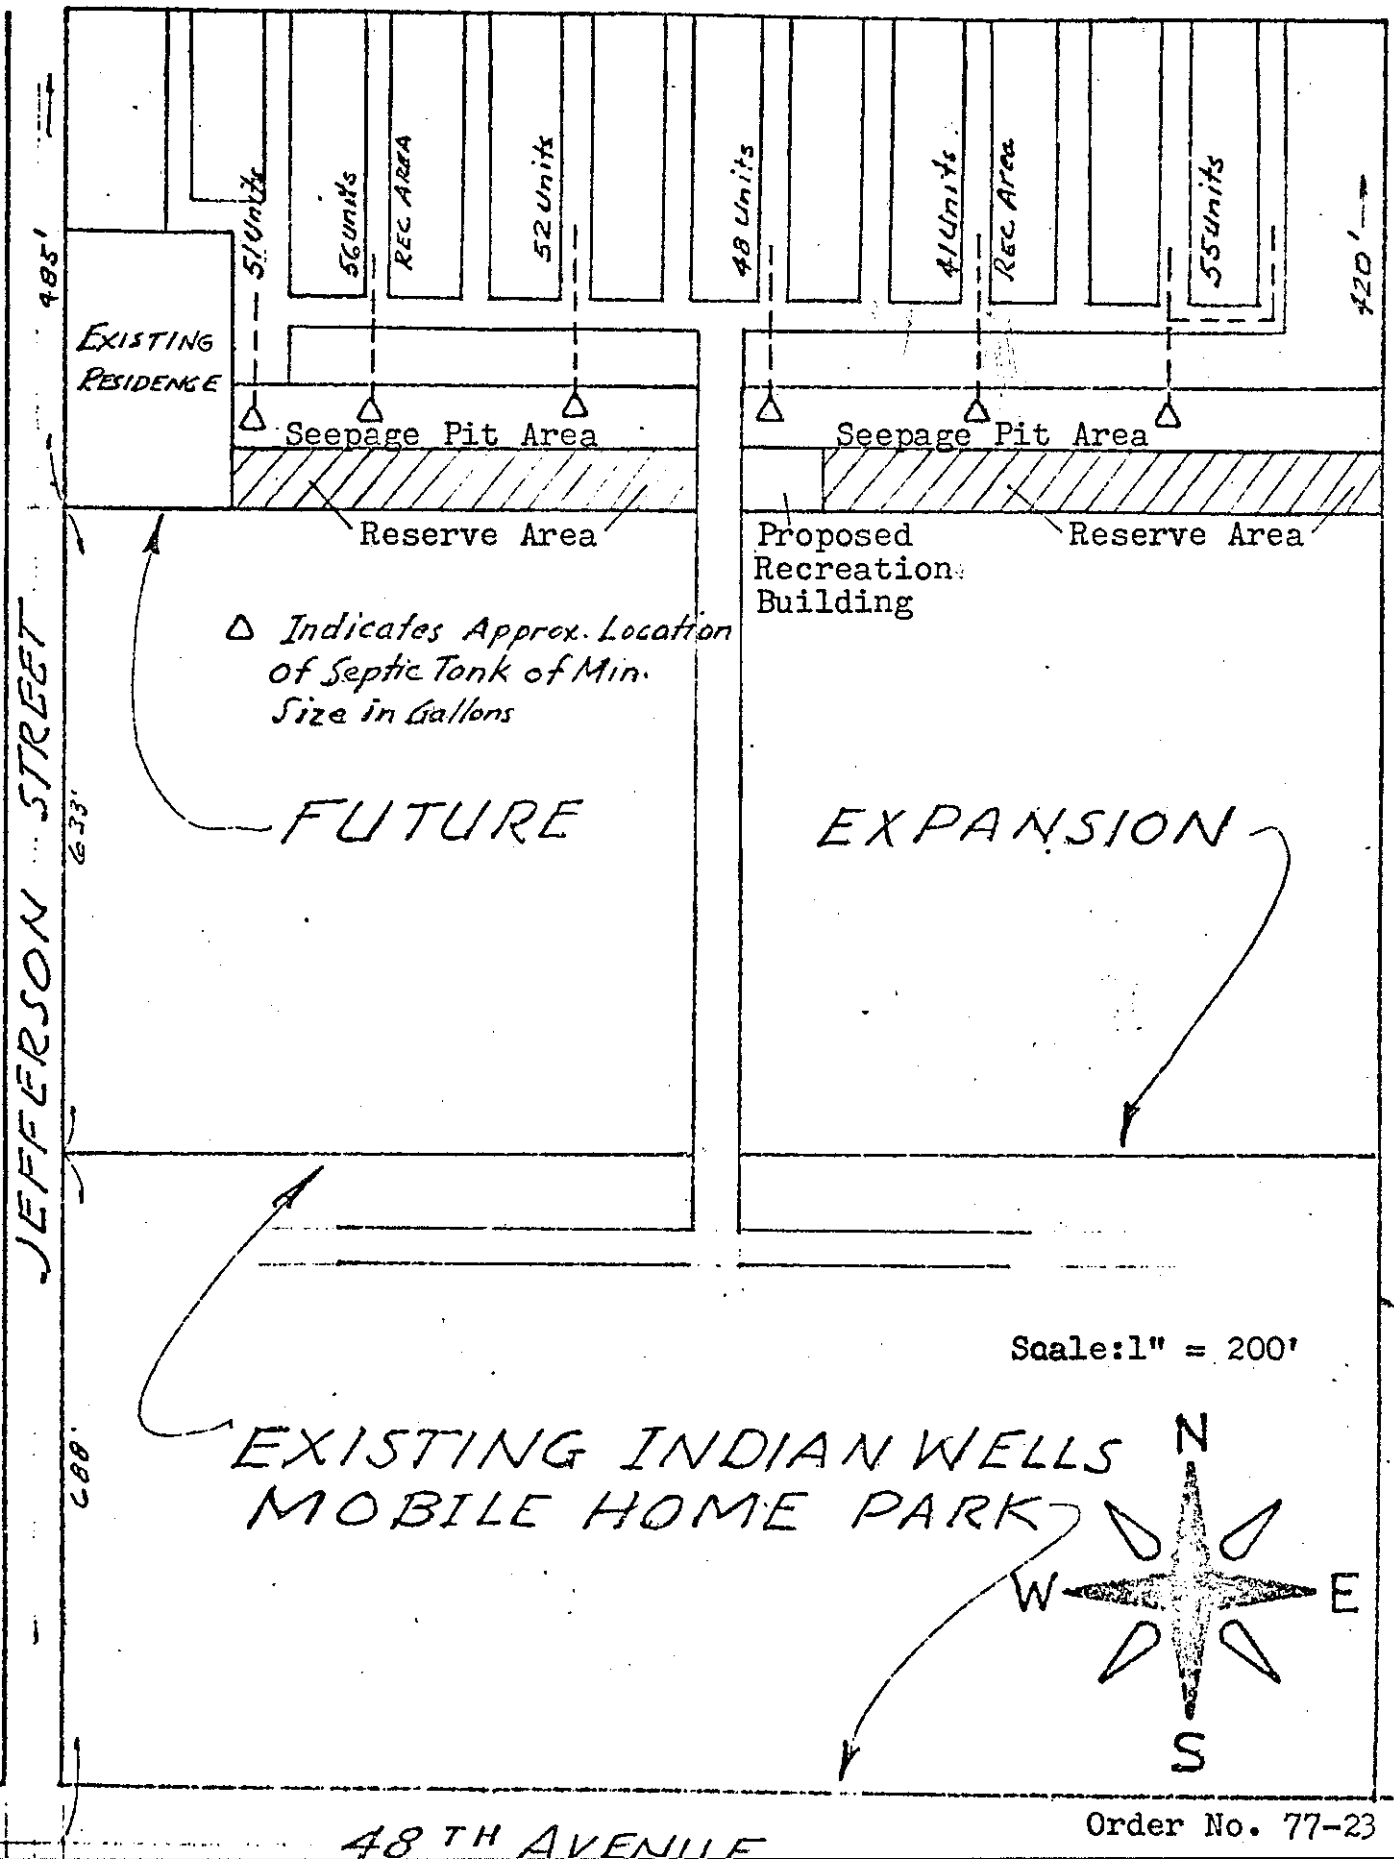 51 Units
56 Units
REC AREA
52 Units
48 Units
41 Units
REC Area
55 Units
420'
485'
EXISTING
RESIDENCE
Seepage Pit Area
Seepage Pit Area
Reserve Area
Proposed
Recreation
Building
Reserve Area
Δ Indicates Approx. Location
of Septic Tank of Min.
Size in Gallons
JEFFERSON STREET
633'
FUTURE
EXPANSION
Scale:1" = 200'
688'
EXISTING INDIAN WELLS
MOBILE HOME PARK
N
W
E
S
Order No. 77-23
48TH AVENUE